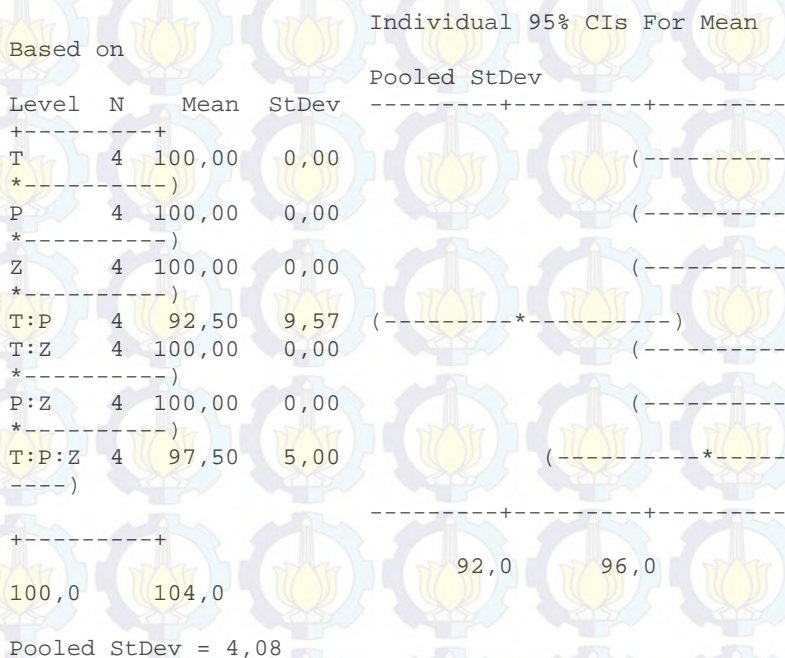 Individual 95% CIs For Mean
Based on
Pooled StDev
Level  N     Mean  StDev  ---------+---------+---------
+---------+
T      4   100,00   0,00                    (----------
*----------)
P      4   100,00   0,00                    (----------
*----------)
Z      4   100,00   0,00                    (----------
*----------)
T:P    4    92,50   9,57  (---------*----------)
T:Z    4   100,00   0,00                    (----------
*----------)
P:Z    4   100,00   0,00                    (----------
*----------)
T:P:Z  4    97,50   5,00              (----------*-----
----)
---------+---------+---------
+---------+
92,0      96,0
100,0     104,0
Pooled StDev = 4,08